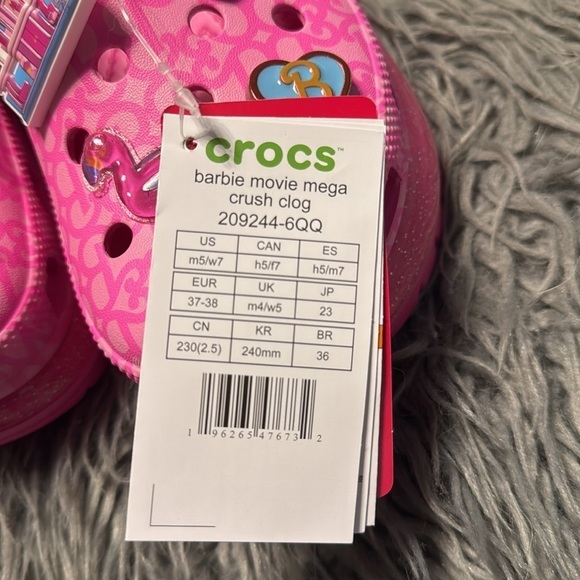 B
crocs™
barbie movie mega
crush clog
209244-6QQ
US CAN ES
m5/w7 h5/f7 h5/m7
EUR UK JP
37-38 m4/w5 23
CN KR BR
230(2.5) 240mm 36
1 96265 47673 2